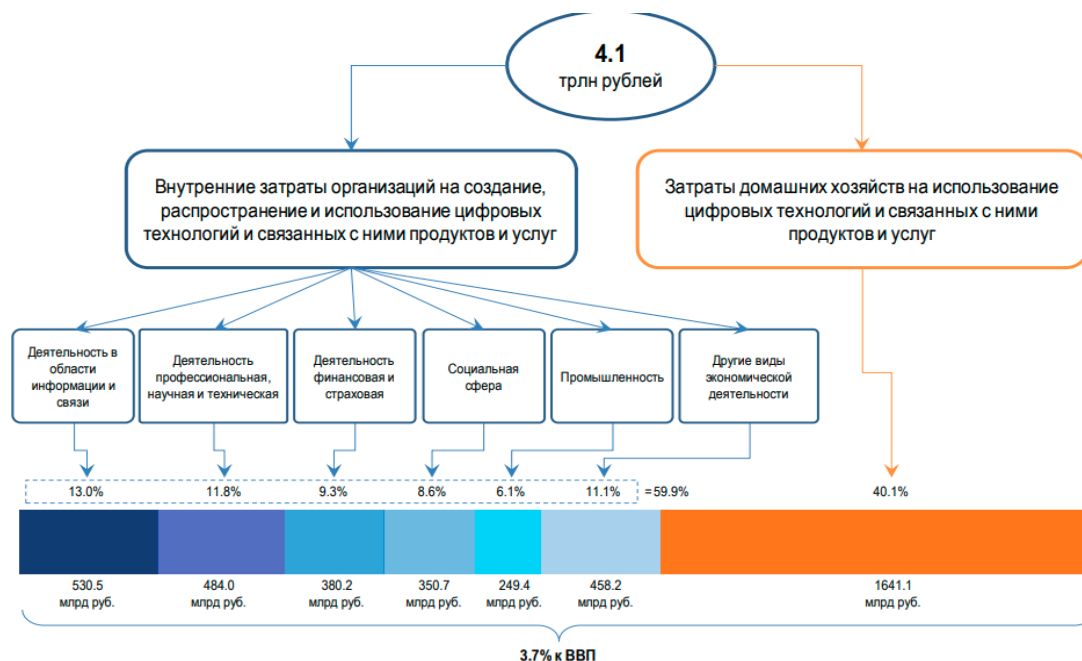 4.1
трлн рублей
Внутренние затраты организаций на создание,
распространение и использование цифровых
технологий и связанных с ними продуктов и услуг
Затраты домашних хозяйств на использование
цифровых технологий и связанных с ними
продуктов и услуг
Деятельность в
области
информации и
связи
Деятельность
профессиональная,
научная и техническая
Деятельность
финансовая и
страховая
Социальная
сфера
Промышленность
Другие виды
экономической
деятельности
13.0% 11.8% 9.3% 8.6% 6.1% 11.1% =59.9% 40.1%
530.5 484.0 380.2 350.7 249.4 458.2 1641.1
млрд руб. млрд руб. млрд руб. млрд руб. млрд руб. млрд руб. млрд руб.
3.7% к ВВП